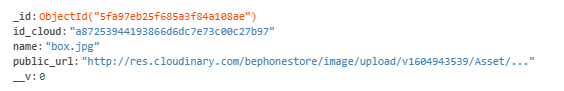 _id: ObjectId("5fa97eb25f685a3f84a108ae")
id_cloud: "a87253944193866d6dc7e73c00c27b97"
name: "box.jpg"
public_url: "http://res.cloudinary.com/bephonestore/image/upload/v1604943539/Asset/..."
__v: 0